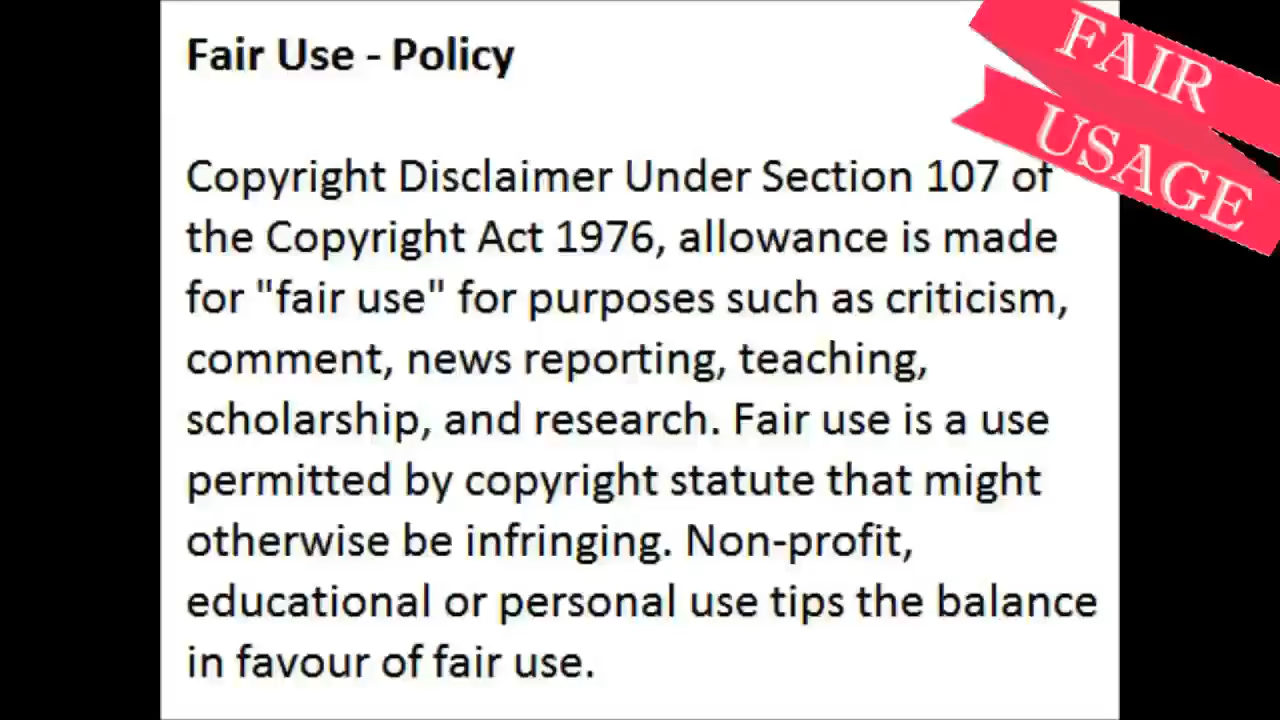 Fair Use - Policy
FAIR
USAGE
Copyright Disclaimer Under Section 107 of
the Copyright Act 1976, allowance is made
for "fair use" for purposes such as criticism,
comment, news reporting, teaching,
scholarship, and research. Fair use is a use
permitted by copyright statute that might
otherwise be infringing. Non-profit,
educational or personal use tips the balance
in favour of fair use.